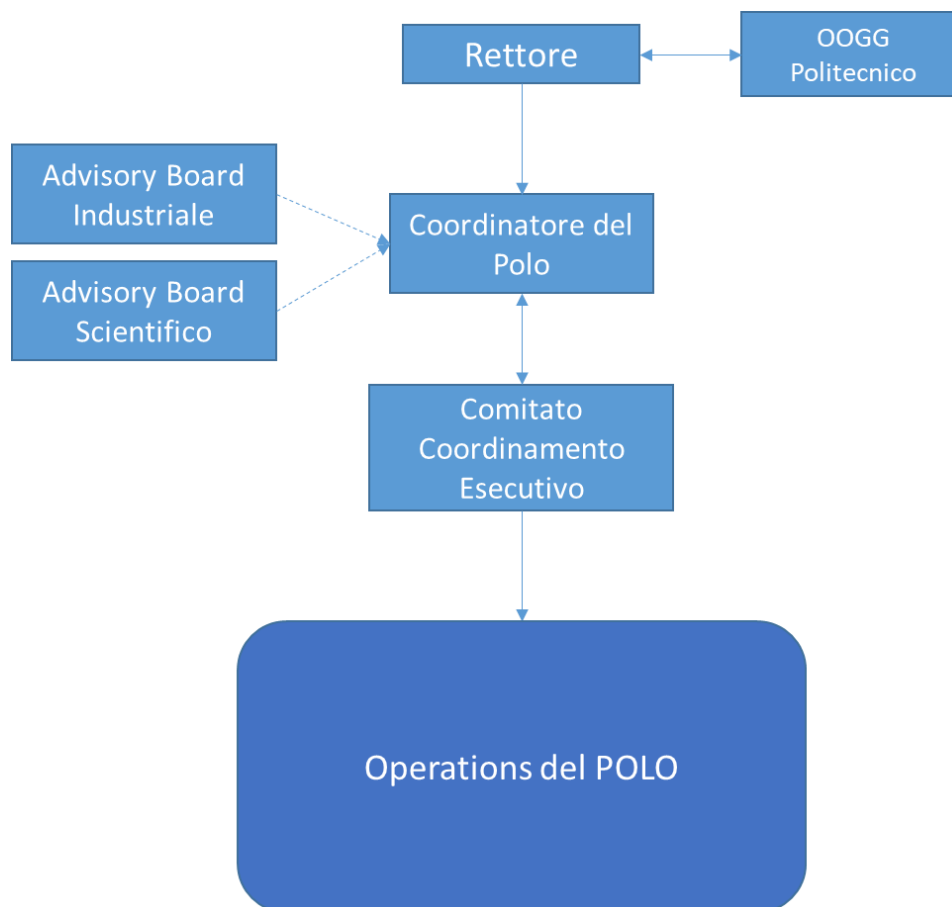 Rettore
OOGG
Politecnico
Advisory Board
Industriale
Coordinatore del
Polo
Advisory Board
Scientifico
Comitato
Coordinamento
Esecutivo
Operations del POLO